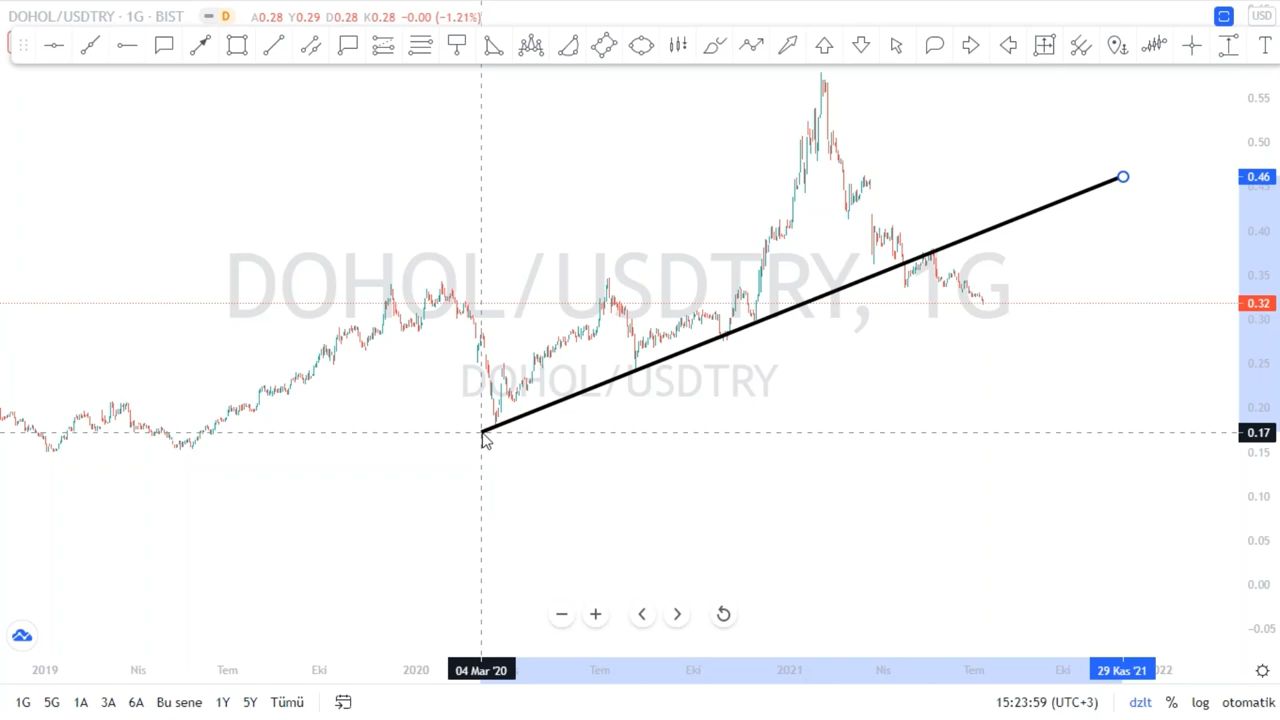 DOHOL/USDTRY · 1G · BIST D A0.28 Y0.29 D0.28 K0.28 -0.00 (-1.21%) USD
T
0.55
0.50
0.46
0.45
0.40
DOHOL/USDTRY, 1G
0.35
0.32
0.30
0.25
DOHOL/USDTRY
0.20
0.17
0.15
0.10
0.05
0.00
-0.05
2019 Nis Tem Eki 2020 04 Mar '20 Tem Eki 2021 Nis Tem Eki 29 Kas '21 2022
1G 5G 1A 3A 6A Bu sene 1Y 5Y Tümü 15:23:59 (UTC+3) dzlt % log otomatik